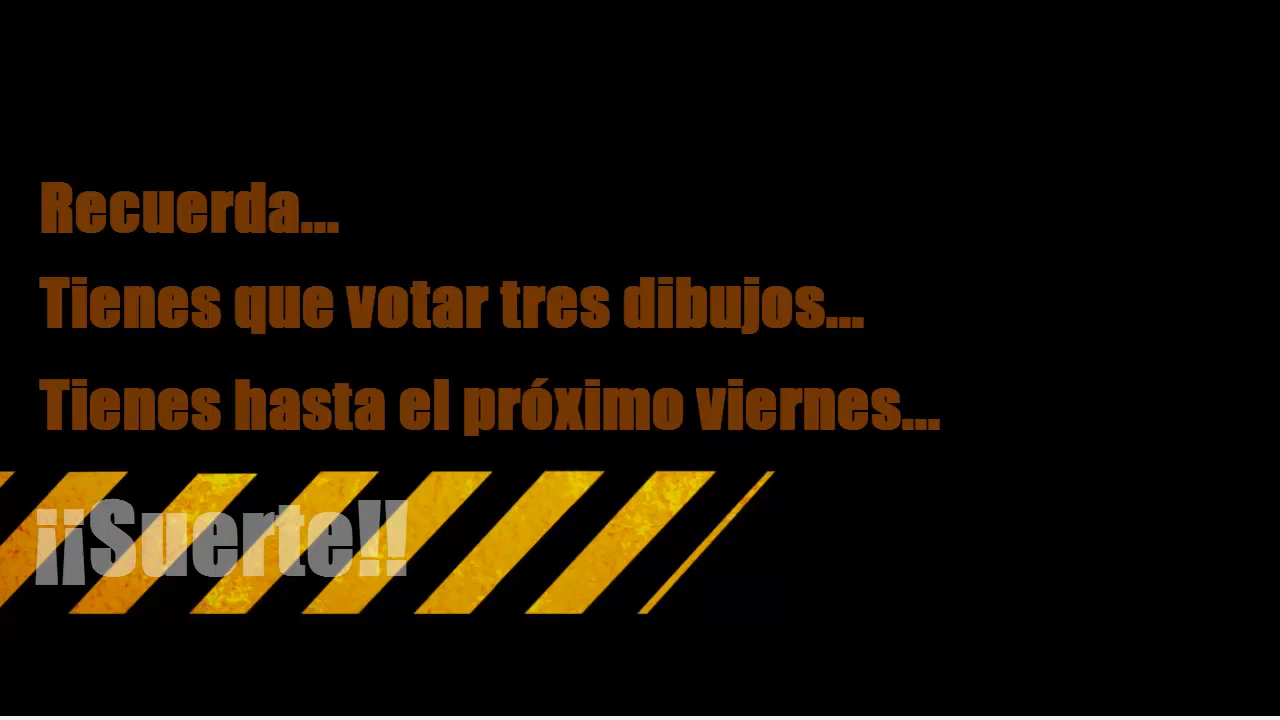 Recuerda...
Tienes que votar tres dibujos...
Tienes hasta el próximo viernes...
¡¡Suerte!!